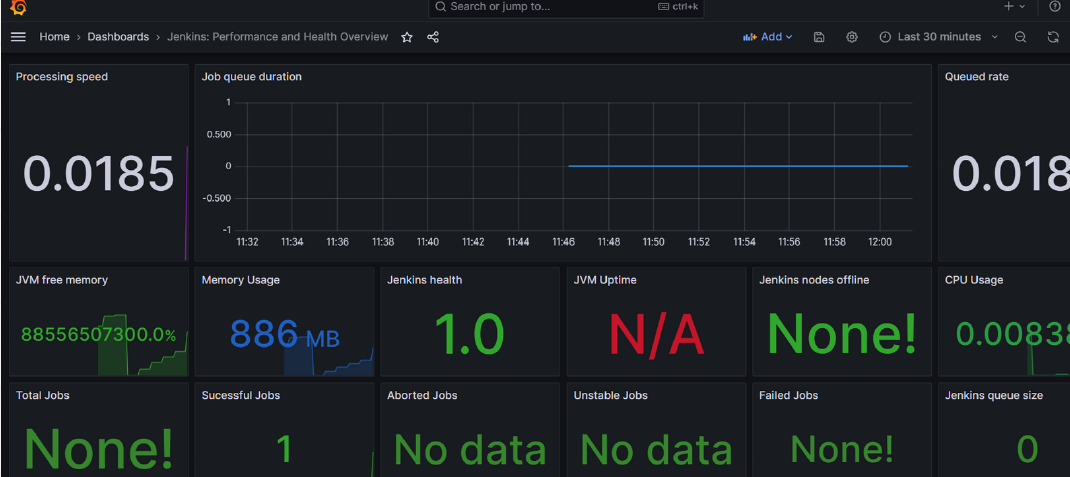 Search or jump to... ctrl+k
Home › Dashboards › Jenkins: Performance and Health Overview Add Last 30 minutes
Processing speed
0.0185
Job queue duration
1
0.500
0
-0.500
-1
11:32 11:34 11:36 11:38 11:40 11:42 11:44 11:46 11:48 11:50 11:52 11:54 11:56 11:58 12:00
Queued rate
0.018
JVM free memory
88556507300.0%
Memory Usage
886 MB
Jenkins health
1.0
JVM Uptime
N/A
Jenkins nodes offline
None!
CPU Usage
0.00838
Total Jobs
None!
Sucessful Jobs
1
Aborted Jobs
No data
Unstable Jobs
No data
Failed Jobs
None!
Jenkins queue size
0